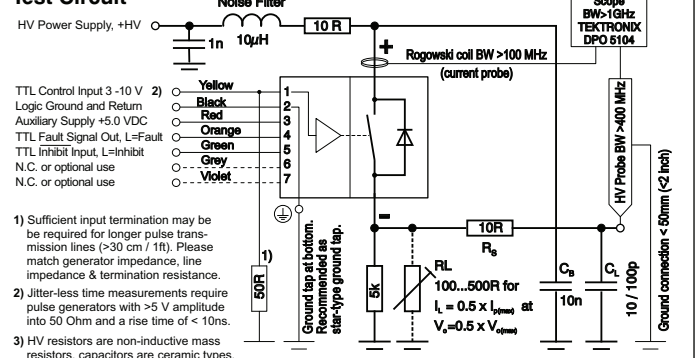 Test Circuit
Noise Filter
HV Power Supply, +HV
10 R
1n
10µH
Scope
BW>1GHz
TEKTRONIX
DPO 5104
+
Rogowski coil BW >100 MHz
(current probe)
TTL Control Input 3 -10 V 2)
Logic Ground and Return
Auxiliary Supply +5.0 VDC
TTL Fault Signal Out, L=Fault
TTL Inhibit Input, L=Inhibit
N.C. or optional use
N.C. or optional use
Yellow
Black
Red
Orange
Green
Grey
Violet
1
2
3
4
5
6
7
HV Probe BW >400 MHz
Ground connection < 50mm (<2 inch)
1) Sufficient input termination may be
be required for longer pulse trans-
mission lines (>30 cm / 1ft). Please
match generator impedance, line
impedance & termination resistance.
2) Jitter-less time measurements require
pulse generators with >5 V amplitude
into 50 Ohm and a rise time of < 10ns.
3) HV resistors are non-inductive mass
resistors, capacitors are ceramic types.
1)
50R
Ground tap at bottom.
Recommended as
star-type ground tap.
-
10R
RS
5k
RL
100...500R for
IL = 0.5 x Ip(max) at
Vo=0.5 x Vo(max)
CB
10n
CL
10 / 100p